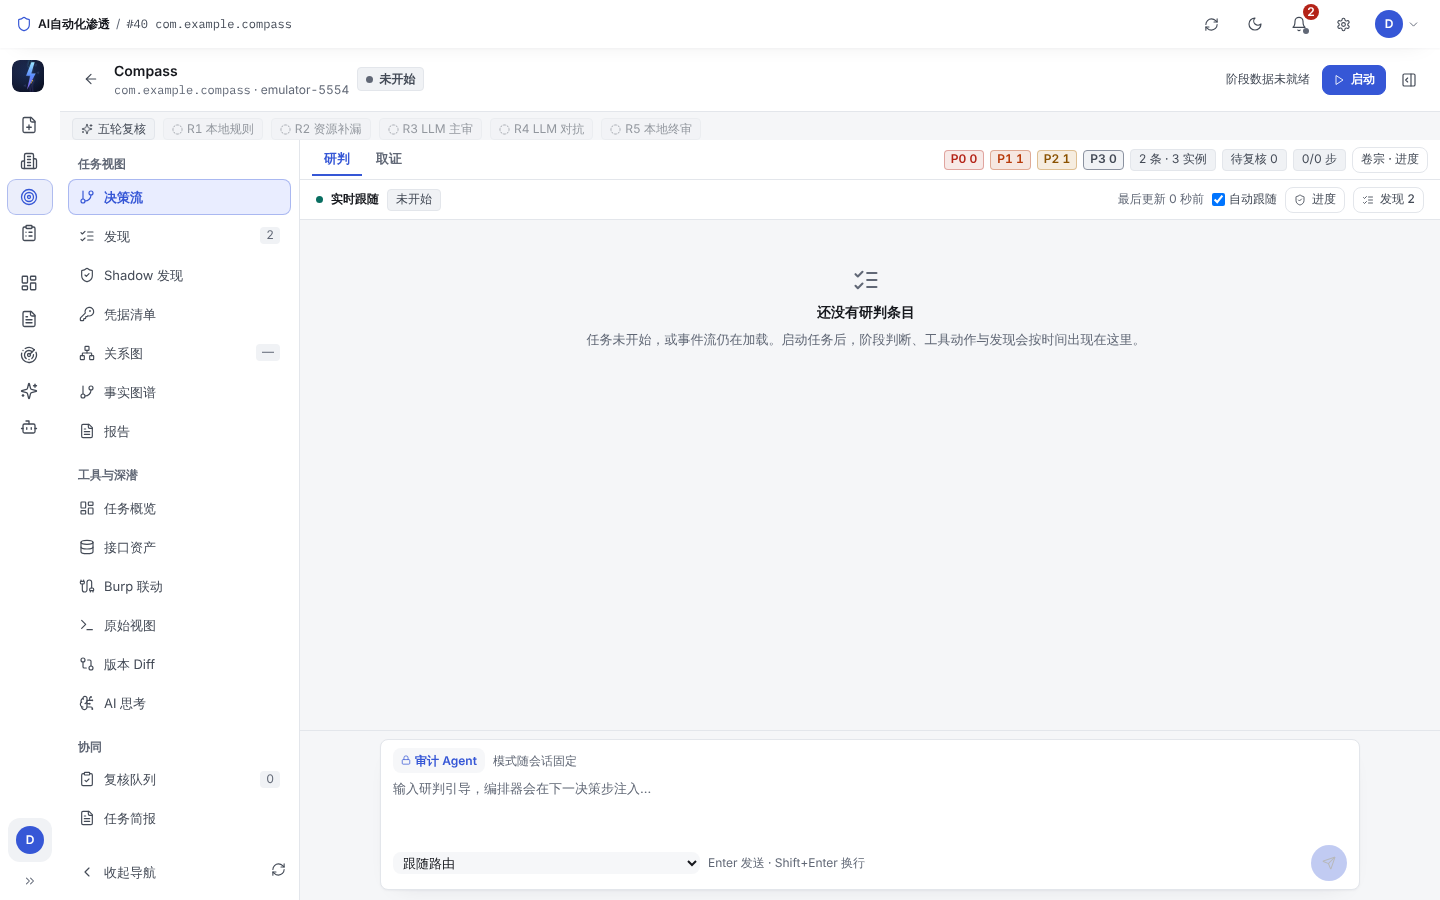 AI自动化渗透 / #40 com.example.compass
2
D
Compass
com.example.compass · emulator-5554
未开始
阶段数据未就绪
启动
五轮复核
R1 本地规则
R2 资源补漏
R3 LLM 主审
R4 LLM 对抗
R5 本地终审
任务视图
决策流
发现 2
Shadow 发现
凭据清单
关系图 —
事实图谱
报告
工具与深潜
任务概览
接口资产
Burp 联动
原始视图
版本 Diff
AI 思考
协同
复核队列 0
任务简报
收起导航
D
研判
取证
P0 0
P1 1
P2 1
P3 0
2 条 · 3 实例
待复核 0
0/0 步
卷宗 · 进度
实时跟随
未开始
最后更新 0 秒前
自动跟随
进度
发现 2
还没有研判条目
任务未开始，或事件流仍在加载。启动任务后，阶段判断、工具动作与发现会按时间出现在这里。
审计 Agent
模式随会话固定
输入研判引导，编排器会在下一决策步注入...
跟随路由
Enter 发送 · Shift+Enter 换行